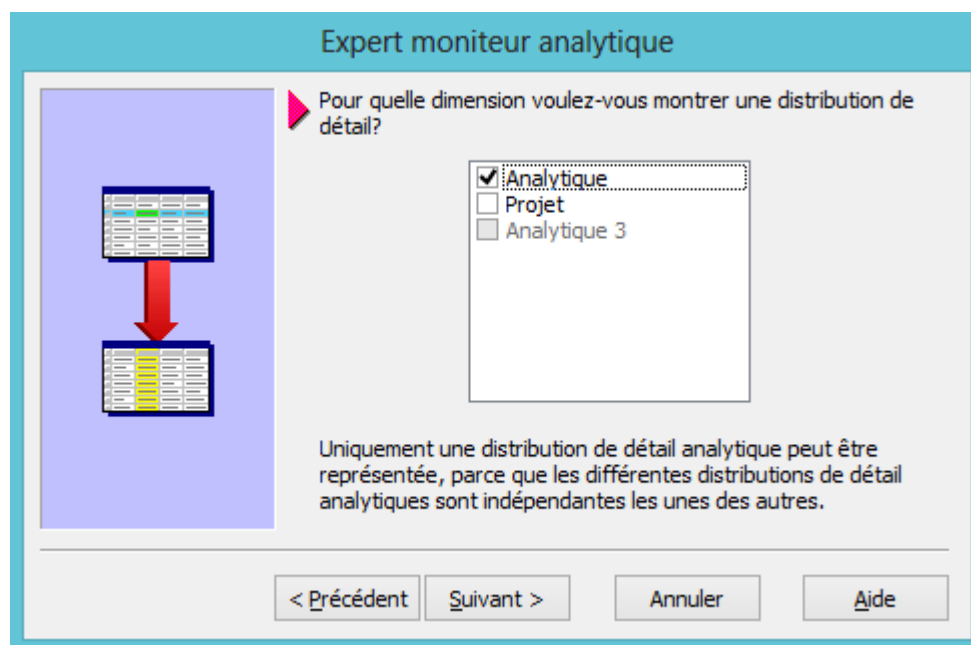 Expert moniteur analytique
Pour quelle dimension voulez-vous montrer une distribution de
détail?
Analytique
Projet
Analytique 3
Uniquement une distribution de détail analytique peut être
représentée, parce que les différentes distributions de détail
analytiques sont indépendantes les unes des autres.
< Précédent
Suivant >
Annuler
Aide